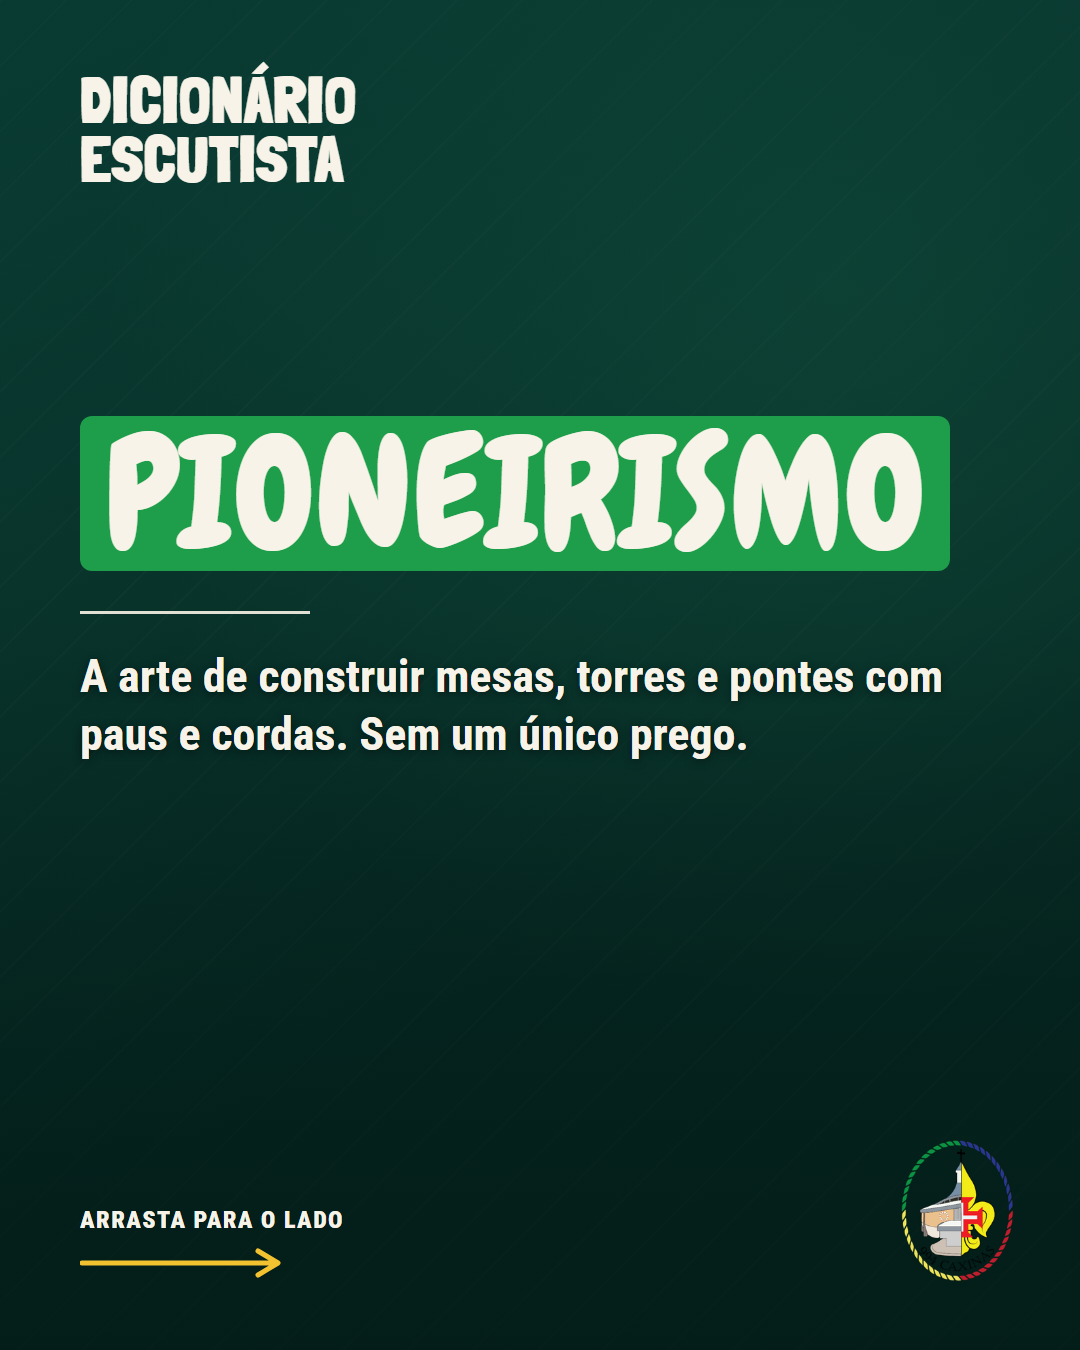 DICIONÁRIO
ESCUTISTA
PIONEIRISMO
A arte de construir mesas, torres e pontes com
paus e cordas. Sem um único prego.
ARRASTA PARA O LADO
CAXINAS